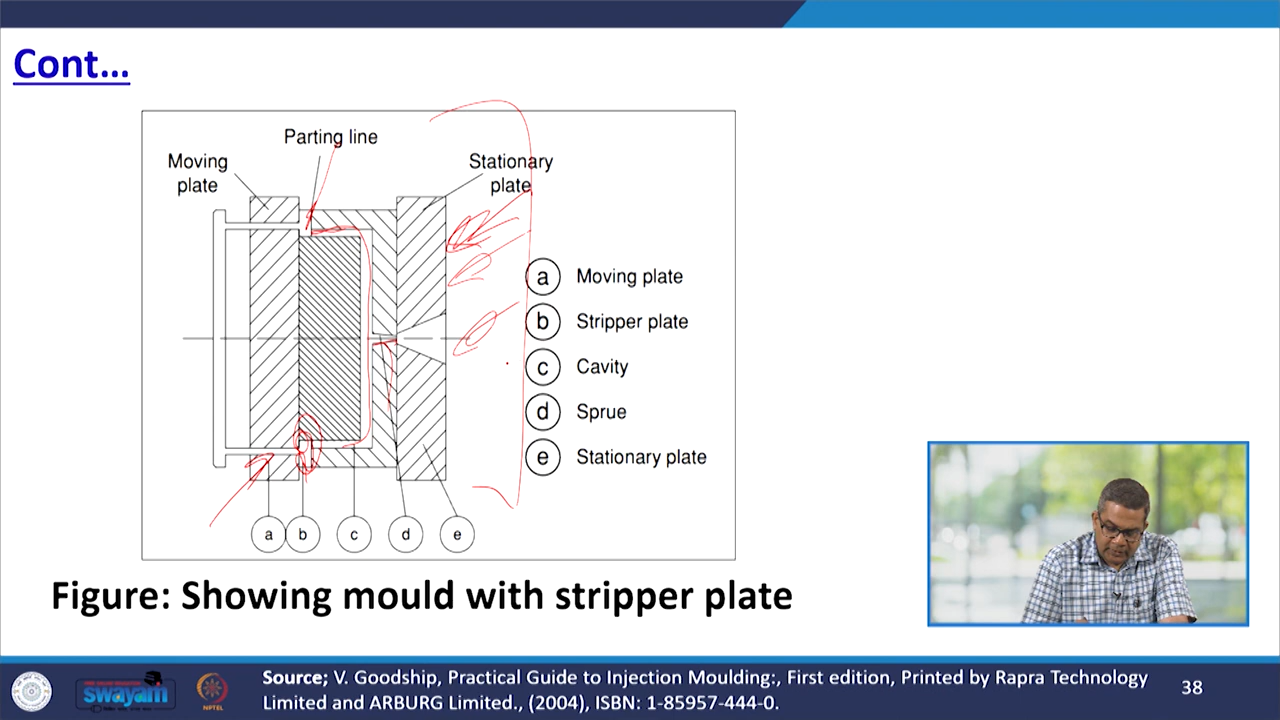 Cont...
Parting line
Moving
plate
Stationary
plate
a Moving plate
b Stripper plate
c Cavity
d Sprue
e Stationary plate
a b c d e
Figure: Showing mould with stripper plate
Source; V. Goodship, Practical Guide to Injection Moulding:, First edition, Printed by Rapra Technology
Limited and ARBURG Limited., (2004), ISBN: 1-85957-444-0.
38
swayam
NPTEL